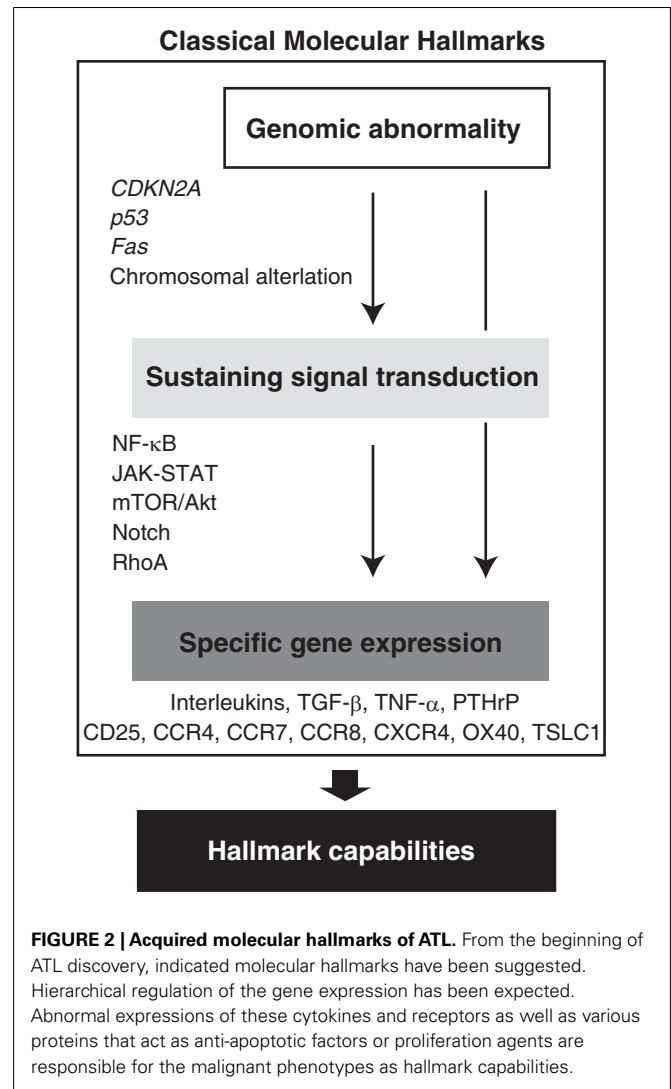 Classical Molecular Hallmarks
Genomic abnormality
CDKN2A
p53
Fas
Chromosomal alterlation
Sustaining signal transduction
NF-κB
JAK-STAT
mTOR/Akt
Notch
RhoA
Specific gene expression
Interleukins, TGF-β, TNF-α, PTHrP
CD25, CCR4, CCR7, CCR8, CXCR4, OX40, TSLC1
Hallmark capabilities
FIGURE 2 | Acquired molecular hallmarks of ATL. From the beginning of
ATL discovery, indicated molecular hallmarks have been suggested.
Hierarchical regulation of the gene expression has been expected.
Abnormal expressions of these cytokines and receptors as well as various
proteins that act as anti-apoptotic factors or proliferation agents are
responsible for the malignant phenotypes as hallmark capabilities.